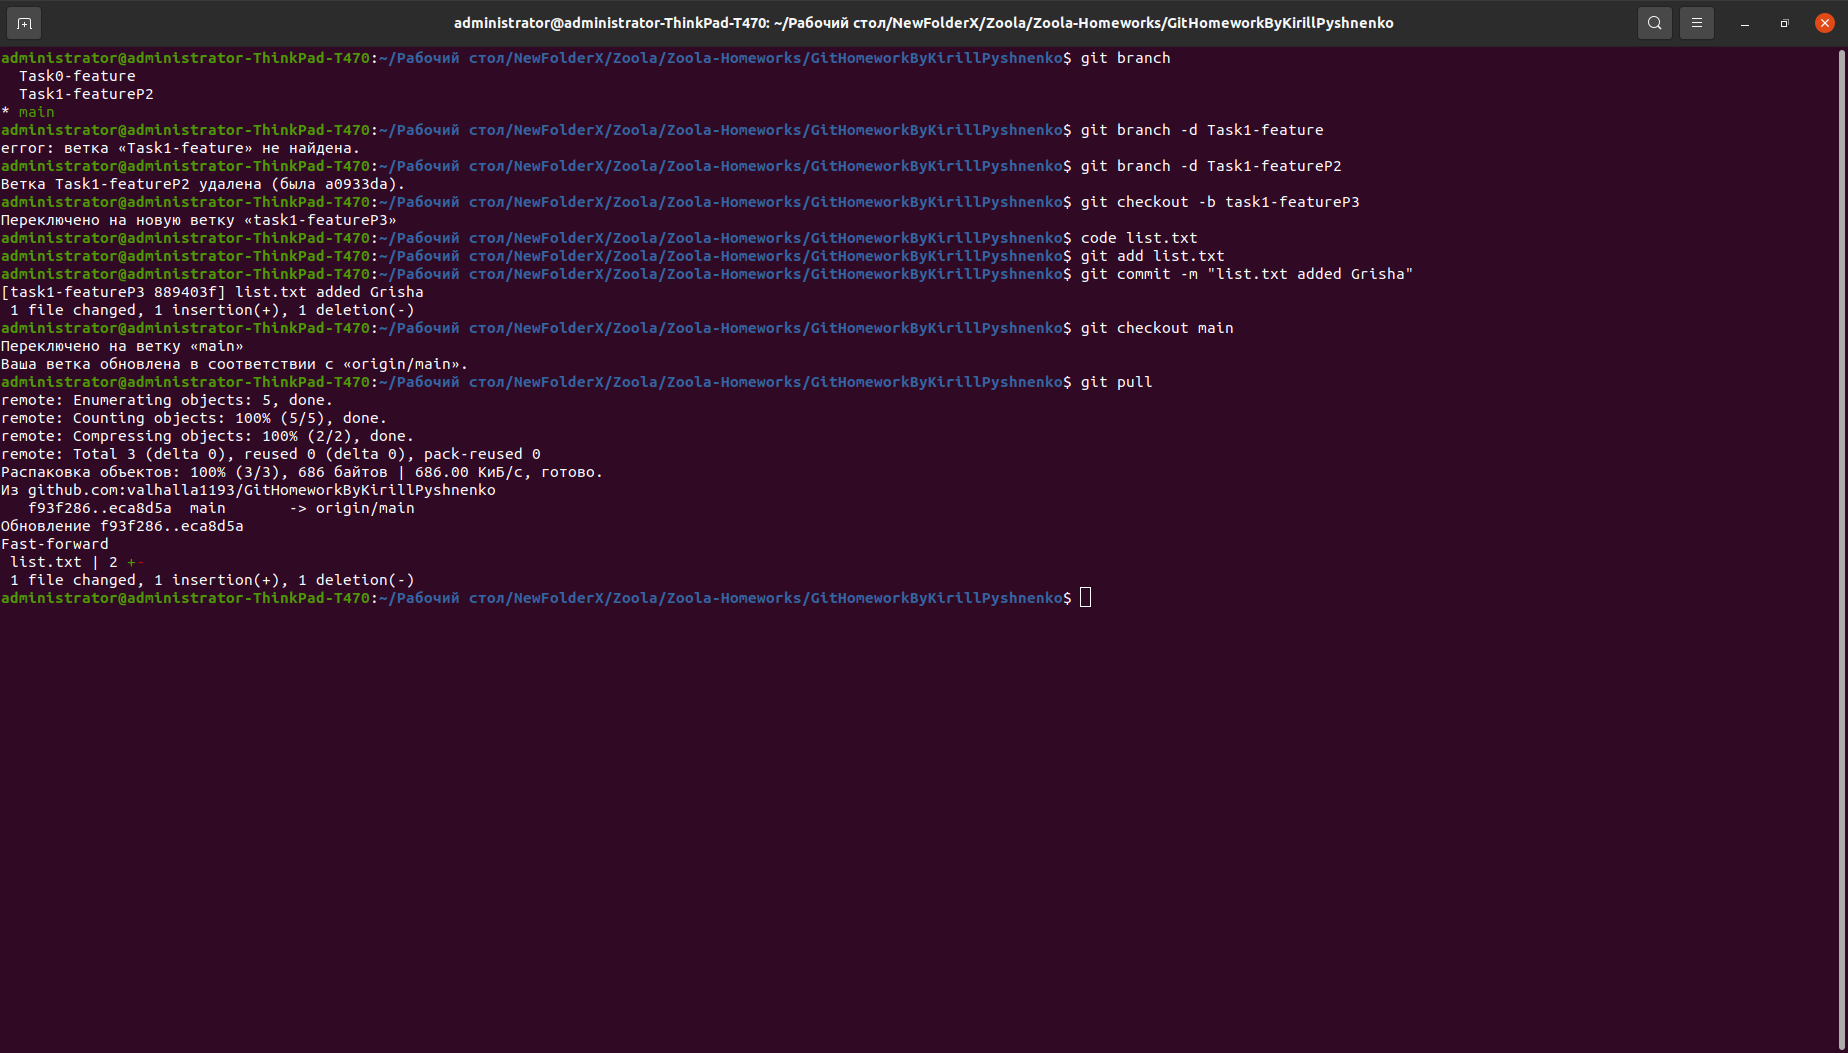 administrator@administrator-ThinkPad-T470: ~/Рабочий стол/NewFolderX/Zoola/Zoola-Homeworks/GitHomeworkByKirillPyshnenko
administrator@administrator-ThinkPad-T470:~/Рабочий стол/NewFolderX/Zoola/Zoola-Homeworks/GitHomeworkByKirillPyshnenko$ git branch
  Task0-feature
  Task1-featureP2
* main
administrator@administrator-ThinkPad-T470:~/Рабочий стол/NewFolderX/Zoola/Zoola-Homeworks/GitHomeworkByKirillPyshnenko$ git branch -d Task1-feature
error: ветка «Task1-feature» не найдена.
administrator@administrator-ThinkPad-T470:~/Рабочий стол/NewFolderX/Zoola/Zoola-Homeworks/GitHomeworkByKirillPyshnenko$ git branch -d Task1-featureP2
Ветка Task1-featureP2 удалена (была a0933da).
administrator@administrator-ThinkPad-T470:~/Рабочий стол/NewFolderX/Zoola/Zoola-Homeworks/GitHomeworkByKirillPyshnenko$ git checkout -b task1-featureP3
Переключено на новую ветку «task1-featureP3»
administrator@administrator-ThinkPad-T470:~/Рабочий стол/NewFolderX/Zoola/Zoola-Homeworks/GitHomeworkByKirillPyshnenko$ code list.txt
administrator@administrator-ThinkPad-T470:~/Рабочий стол/NewFolderX/Zoola/Zoola-Homeworks/GitHomeworkByKirillPyshnenko$ git add list.txt
administrator@administrator-ThinkPad-T470:~/Рабочий стол/NewFolderX/Zoola/Zoola-Homeworks/GitHomeworkByKirillPyshnenko$ git commit -m "list.txt added Grisha"
[task1-featureP3 889403f] list.txt added Grisha
 1 file changed, 1 insertion(+), 1 deletion(-)
administrator@administrator-ThinkPad-T470:~/Рабочий стол/NewFolderX/Zoola/Zoola-Homeworks/GitHomeworkByKirillPyshnenko$ git checkout main
Переключено на ветку «main»
Ваша ветка обновлена в соответствии с «origin/main».
administrator@administrator-ThinkPad-T470:~/Рабочий стол/NewFolderX/Zoola/Zoola-Homeworks/GitHomeworkByKirillPyshnenko$ git pull
remote: Enumerating objects: 5, done.
remote: Counting objects: 100% (5/5), done.
remote: Compressing objects: 100% (2/2), done.
remote: Total 3 (delta 0), reused 0 (delta 0), pack-reused 0
Распаковка объектов: 100% (3/3), 686 байтов | 686.00 КиБ/с, готово.
Из github.com:valhalla1193/GitHomeworkByKirillPyshnenko
   f93f286..eca8d5a  main       -> origin/main
Обновление f93f286..eca8d5a
Fast-forward
 list.txt | 2 +-
 1 file changed, 1 insertion(+), 1 deletion(-)
administrator@administrator-ThinkPad-T470:~/Рабочий стол/NewFolderX/Zoola/Zoola-Homeworks/GitHomeworkByKirillPyshnenko$